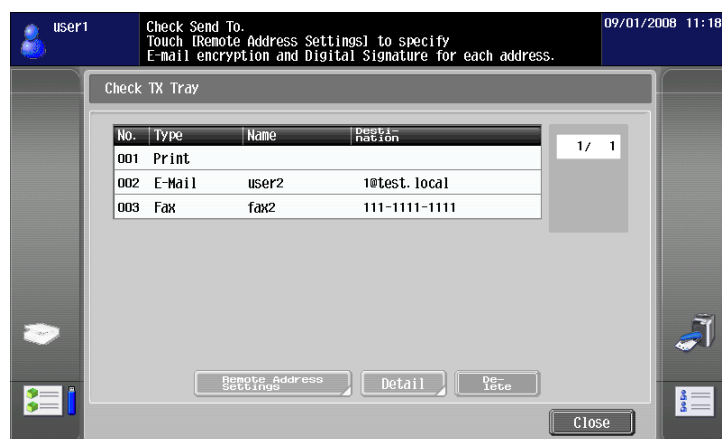 user1
Check Send To.
Touch [Remote Address Settings] to specify
E-mail encryption and Digital Signature for each address.
09/01/2008 11:18
Check TX Tray
No. Type Name Desti-
nation
1/ 1
001 Print
002 E-Mail user2 1@test.local
003 Fax fax2 111-1111-1111
Remote Address
Settings
Detail
De-
lete
Close